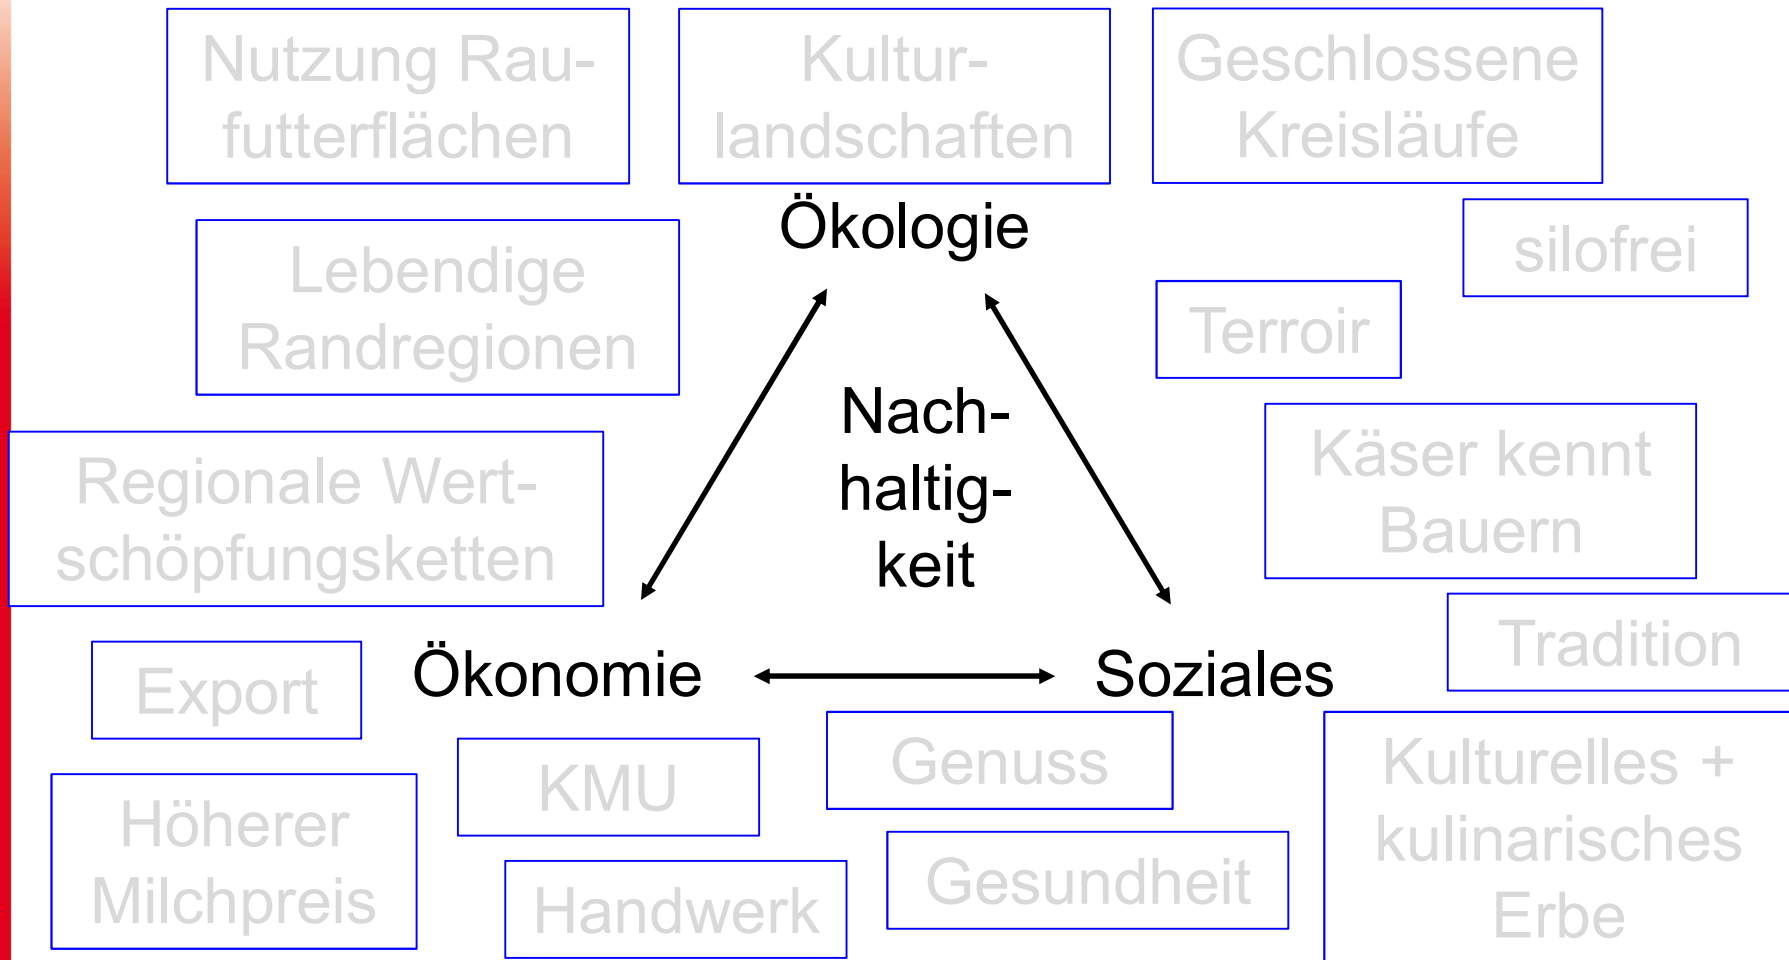 Nutzung Rau-
futterflächen
Kultur-
landschaften
Geschlossene
Kreisläufe
Ökologie
silofrei
Lebendige
Randregionen
Terroir
Nach-
haltig-
keit
Regionale Wert-
schöpfungsketten
Käser kennt
Bauern
Export
Ökonomie
Soziales
Tradition
Höherer
Milchpreis
KMU
Genuss
Kulturelles +
kulinarisches
Erbe
Handwerk
Gesundheit